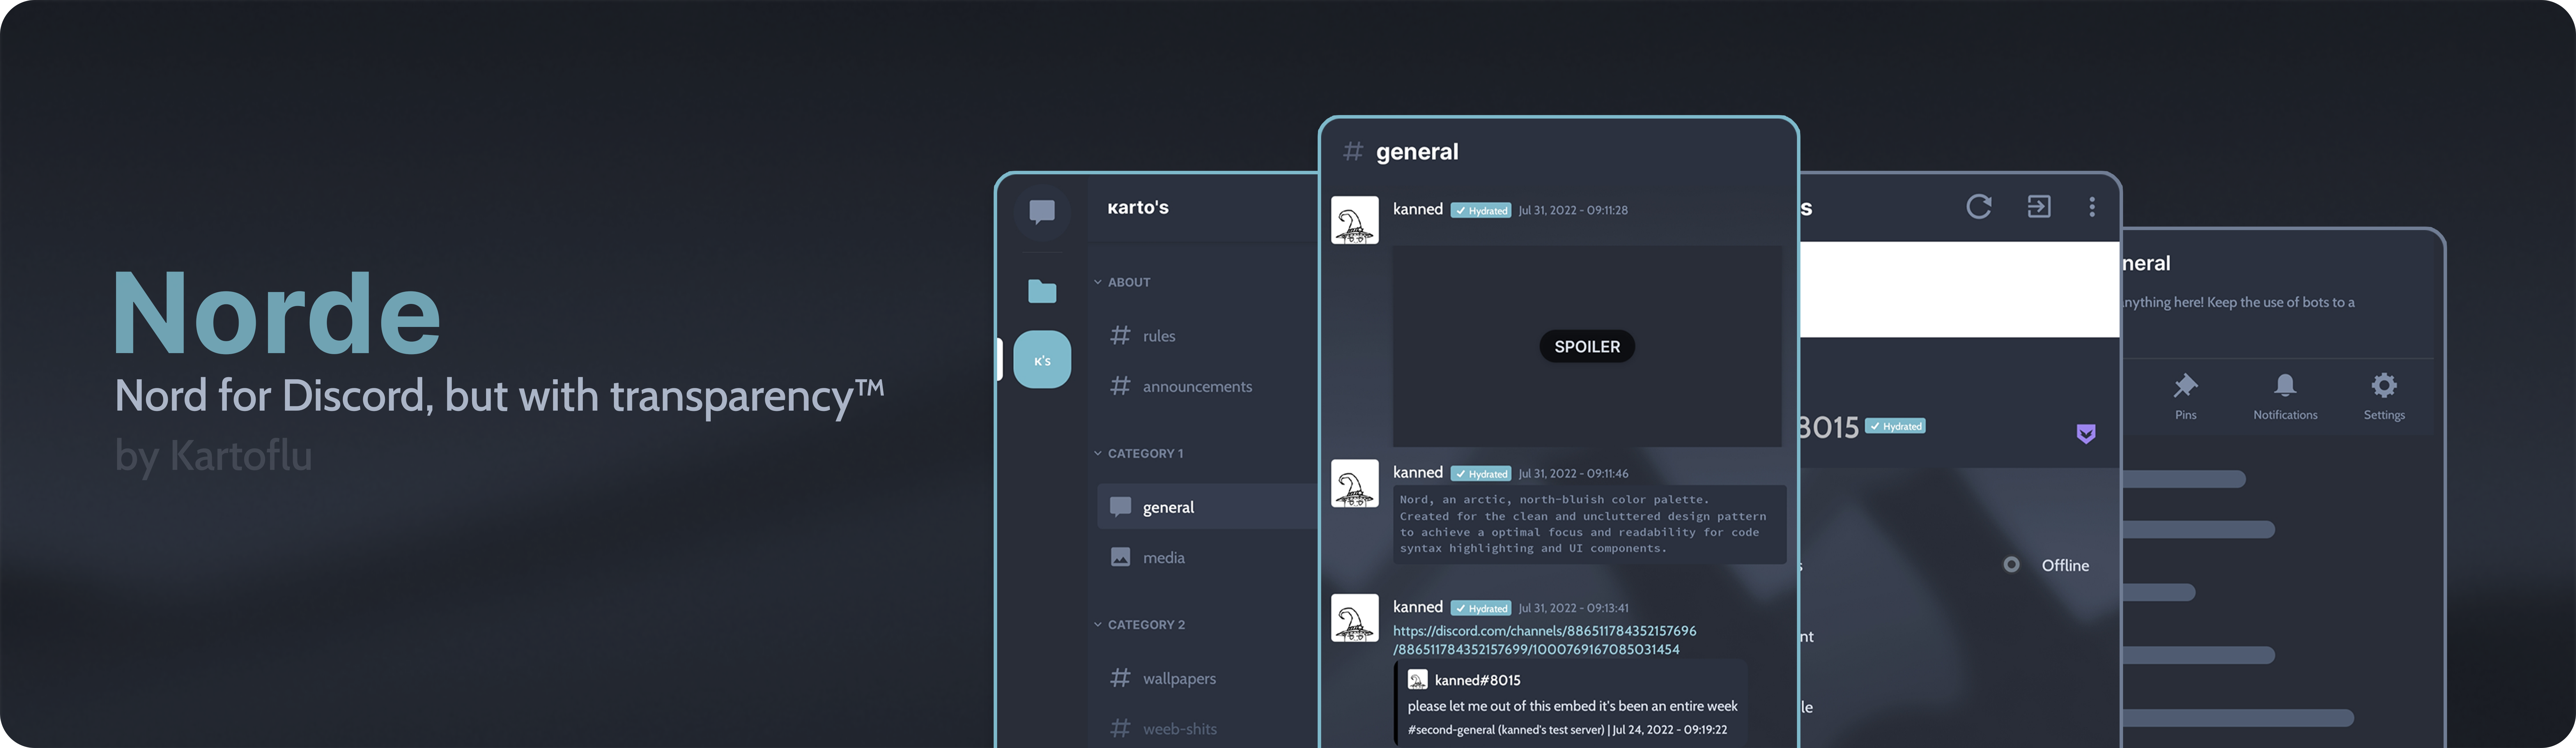 Norde
Nord for Discord, but with transparency™
by Kartoflu
ĸarto's
ĸ's
ABOUT
rules
announcements
CATEGORY 1
general
media
CATEGORY 2
wallpapers
weeb-shits
# general
kanned ✓ Hydrated Jul 31, 2022 - 09:11:28
SPOILER
kanned ✓ Hydrated Jul 31, 2022 - 09:11:46
Nord, an arctic, north-bluish color palette.
Created for the clean and uncluttered design pattern
to achieve a optimal focus and readability for code
syntax highlighting and UI components.
kanned ✓ Hydrated Jul 31, 2022 - 09:13:41
https://discord.com/channels/886511784352157696
/886511784352157699/1000769167085031454
kanned#8015
please let me out of this embed it's been an entire week
#second-general (kanned's test server) | Jul 24, 2022 - 09:19:22
s
8015 ✓ Hydrated
s
Offline
nt
le
neral
nything here! Keep the use of bots to a
Pins
Notifications
Settings